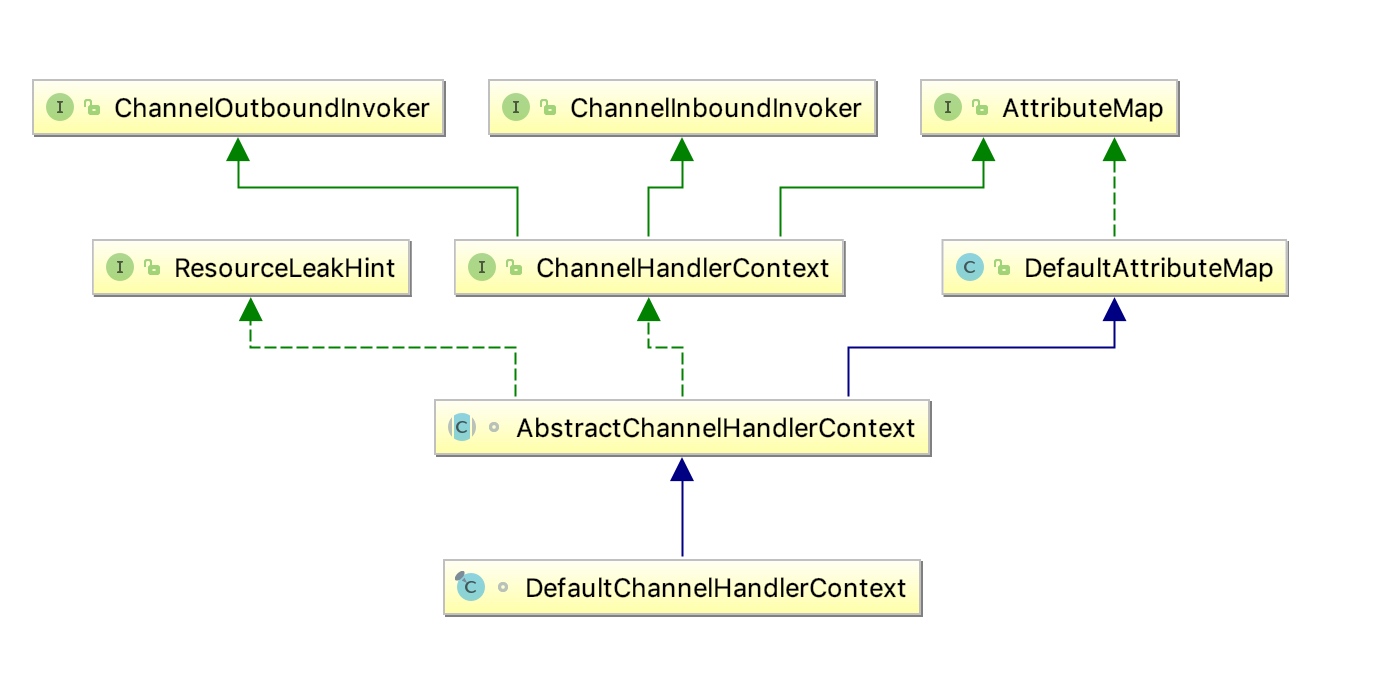 I ChannelOutboundInvoker
I ChannelInboundInvoker
I AttributeMap
I ResourceLeakHint
I ChannelHandlerContext
C DefaultAttributeMap
C AbstractChannelHandlerContext
C DefaultChannelHandlerContext